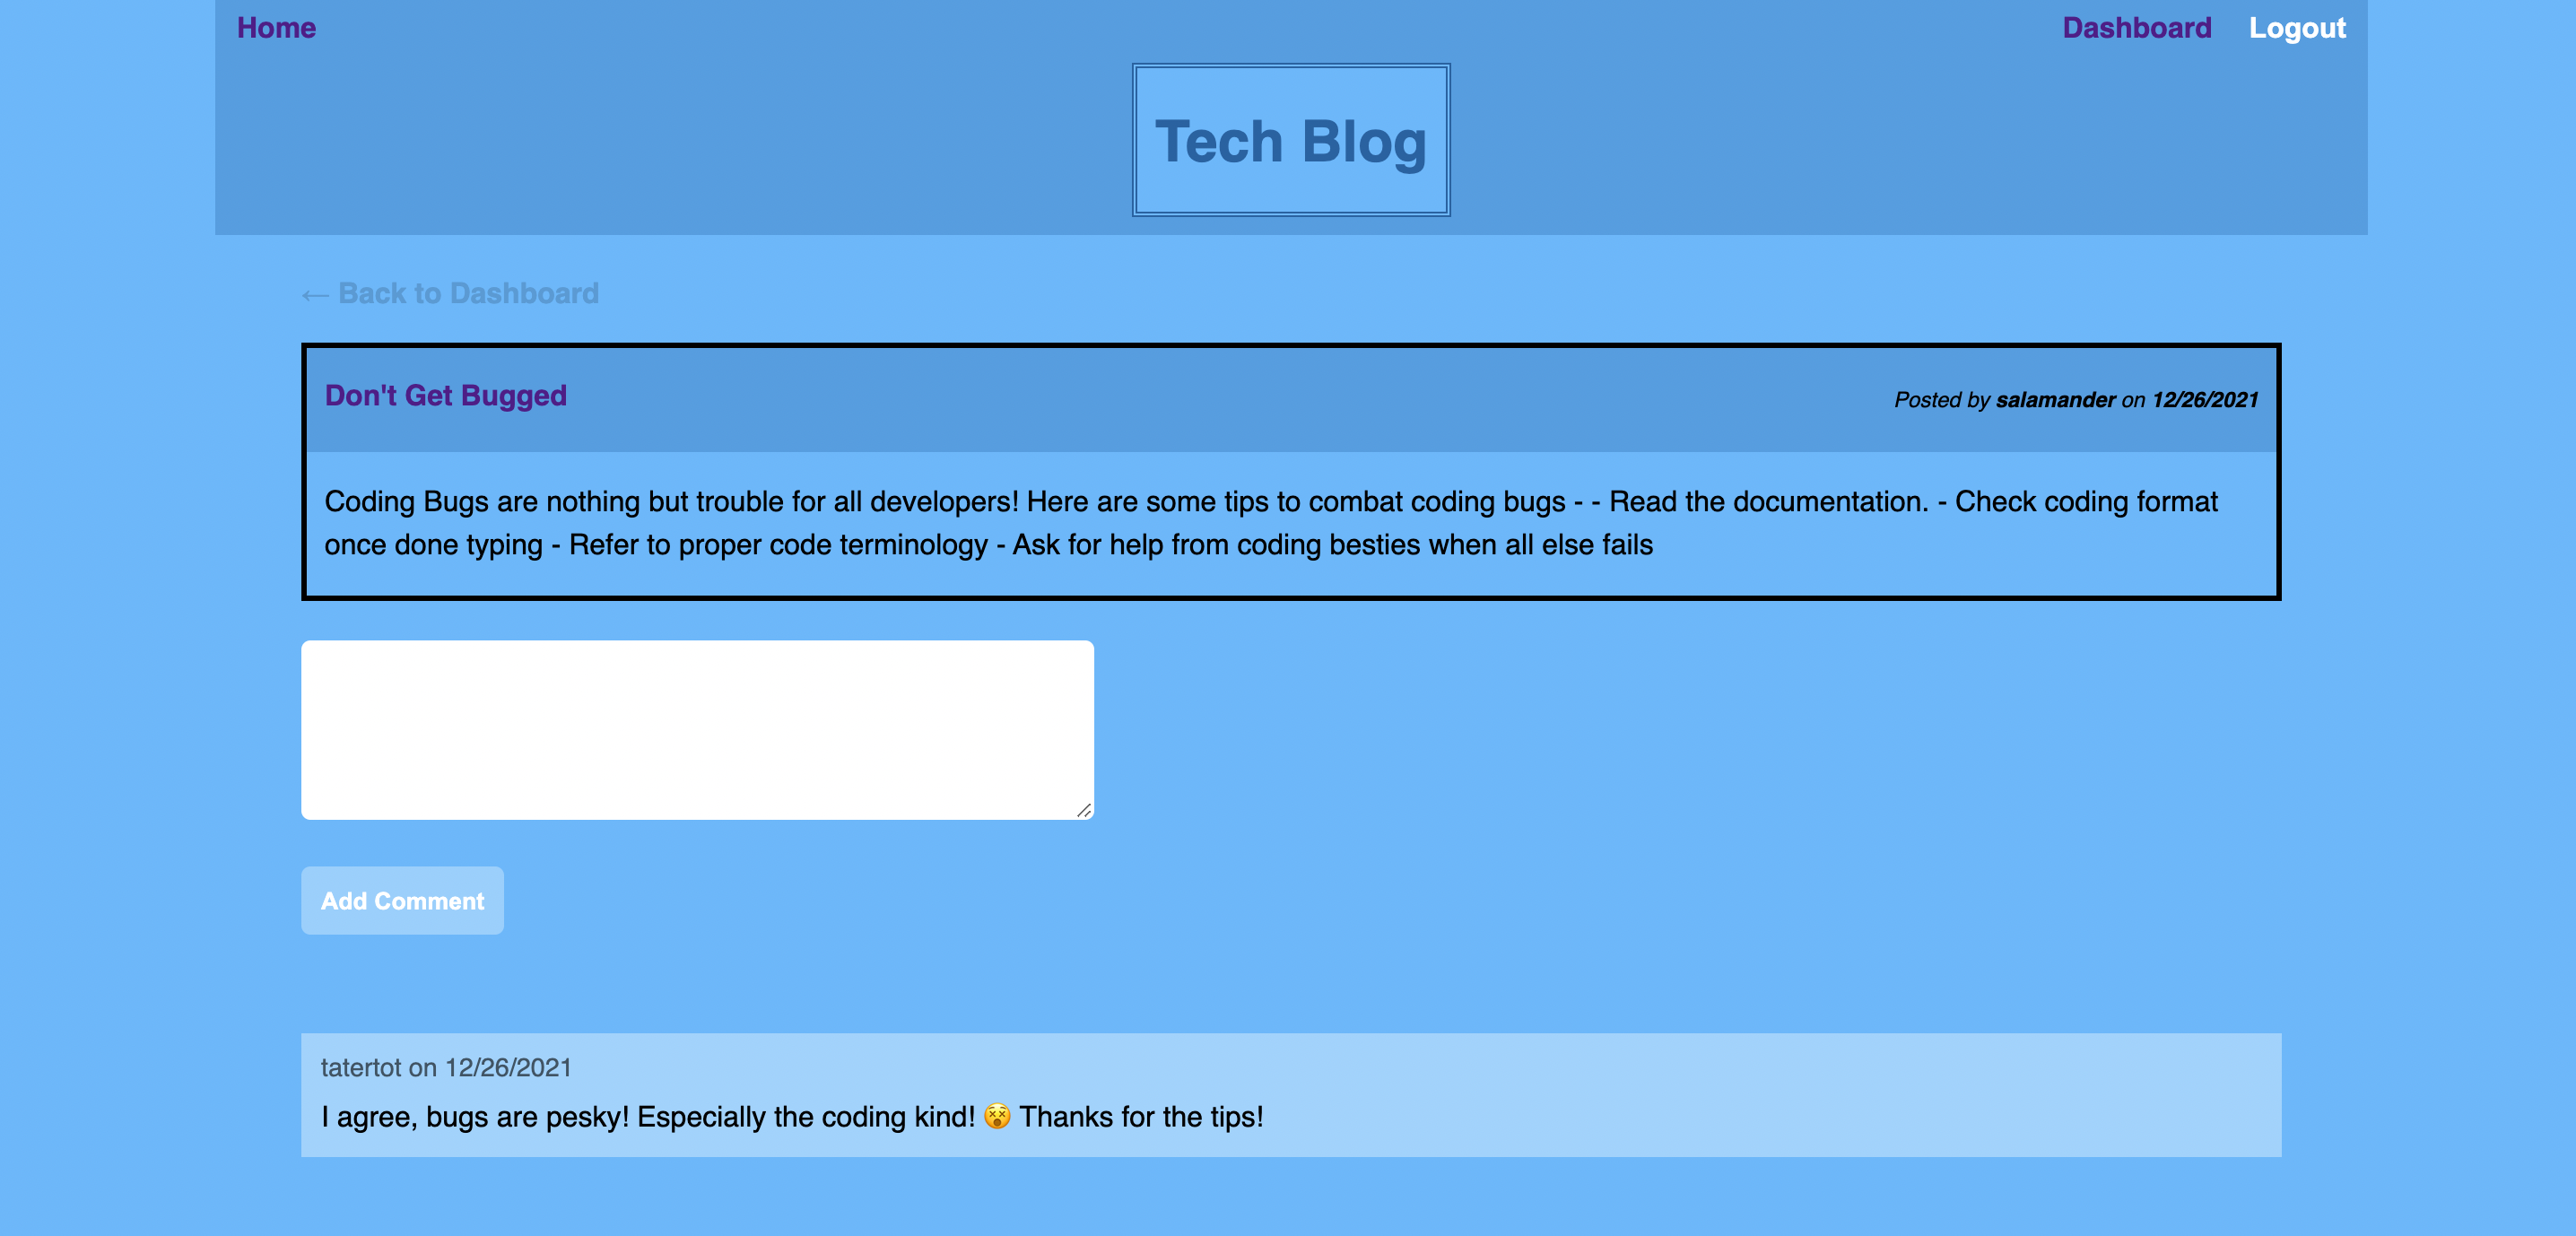 Home
Dashboard
Logout
Tech Blog
← Back to Dashboard
Don't Get Bugged
Posted by salamander on 12/26/2021
Coding Bugs are nothing but trouble for all developers! Here are some tips to combat coding bugs - - Read the documentation. - Check coding format
once done typing - Refer to proper code terminology - Ask for help from coding besties when all else fails
Add Comment
tatertot on 12/26/2021
I agree, bugs are pesky! Especially the coding kind! 😵 Thanks for the tips!